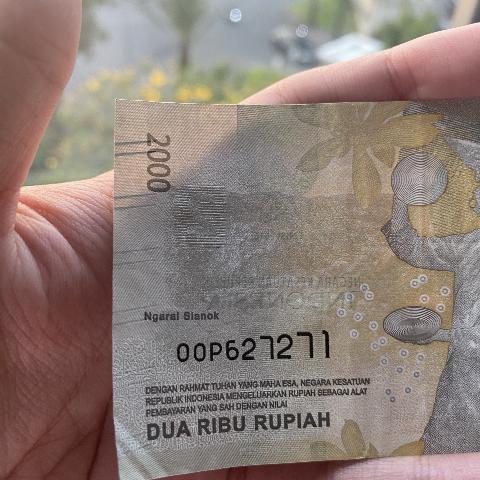 2000
Ngarai Sianok
OOP627271
DENGAN RAHMAT TUHAN YANG MAHA ESA, NEGARA KESATUAN
REPUBLIK INDONESIA MENGELUARKAN RUPIAH SEBAGAI ALAT
PEMBAYARAN YANG SAH DENGAN NILAI
DUA RIBU RUPIAH